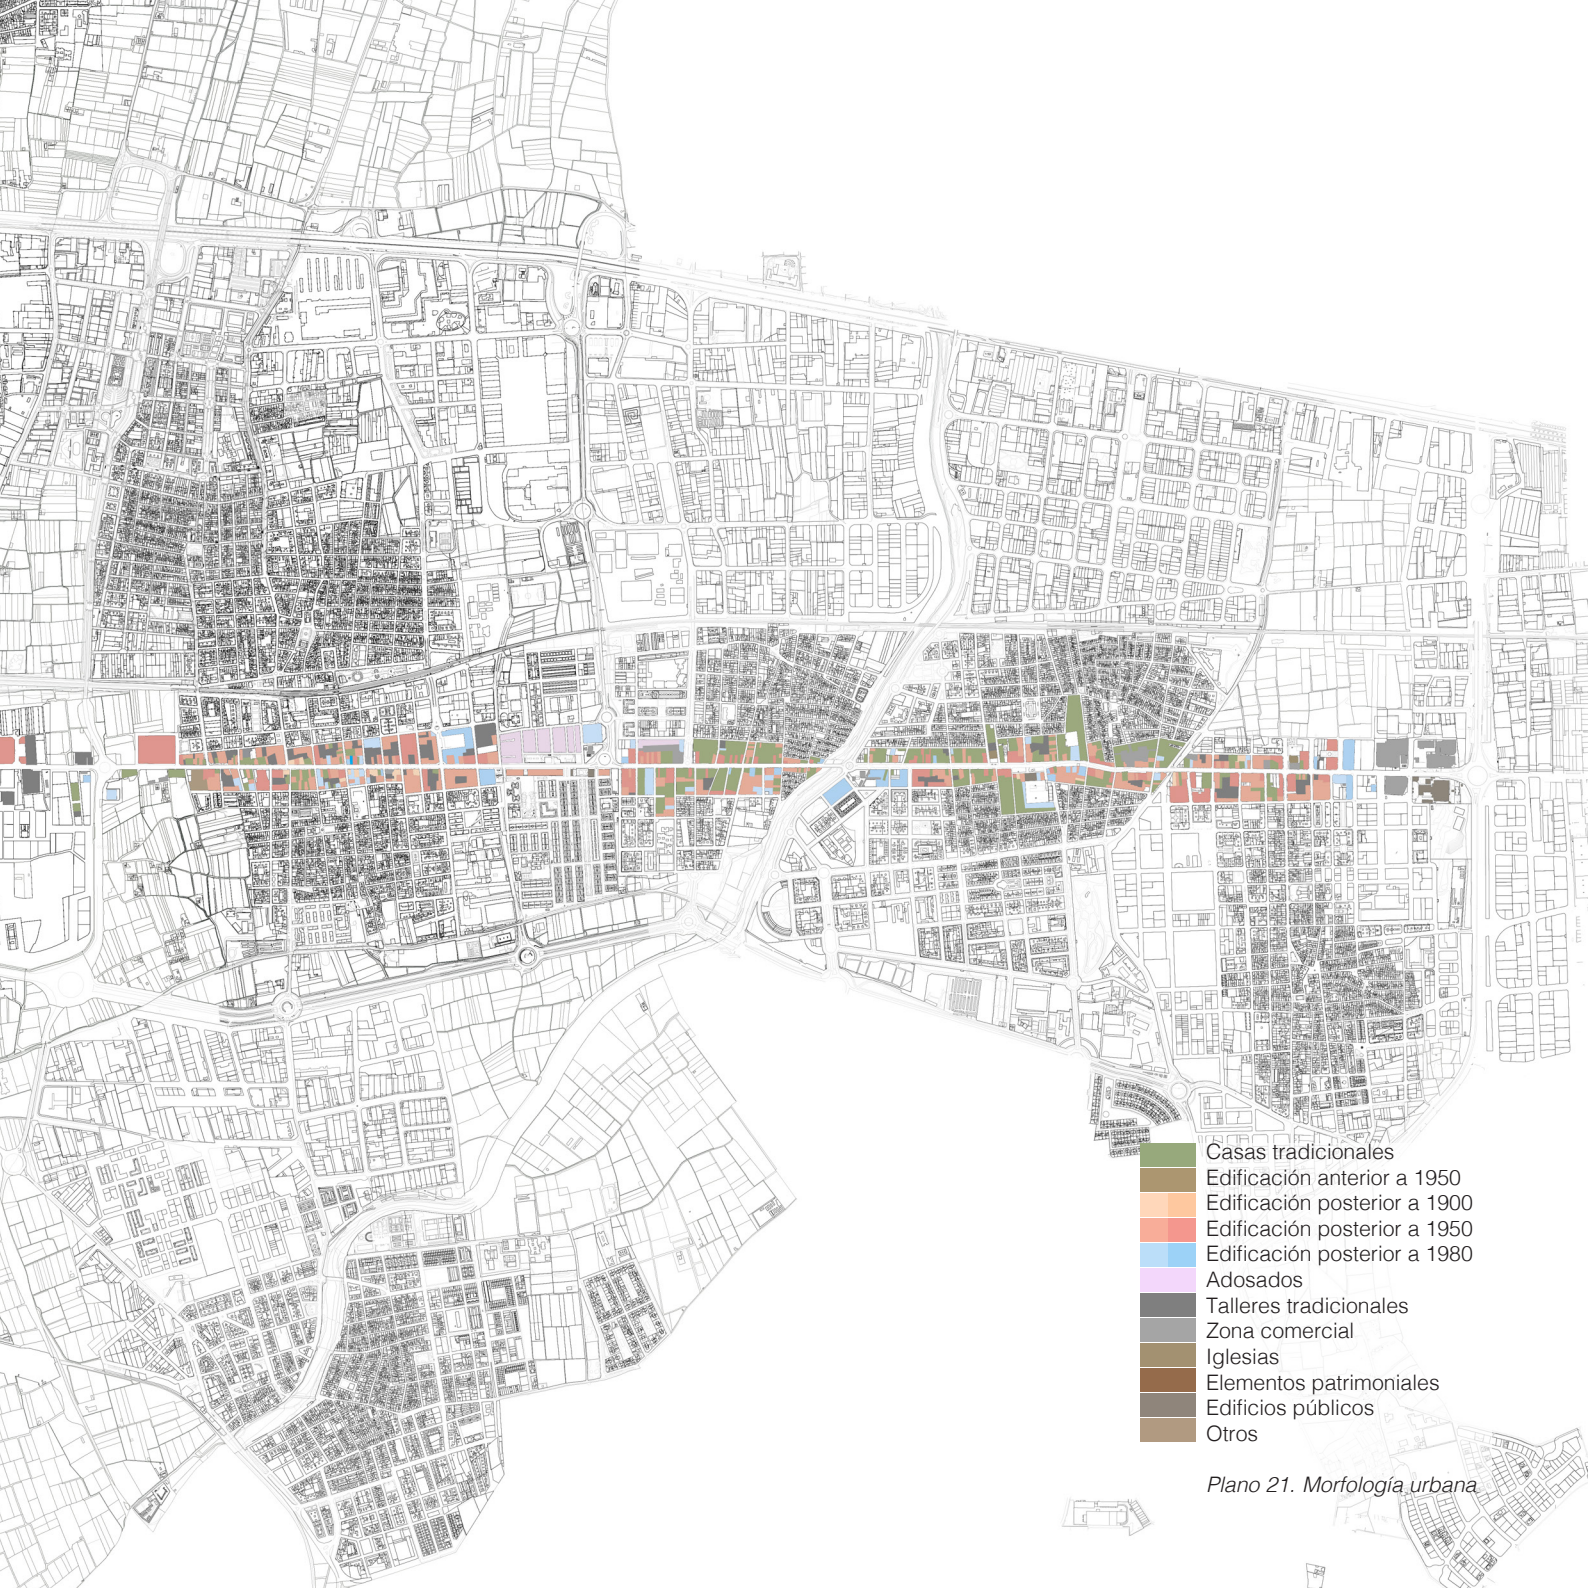 Casas tradicionales
Edificación anterior a 1950
Edificación posterior a 1900
Edificación posterior a 1950
Edificación posterior a 1980
Adosados
Talleres tradicionales
Zona comercial
Iglesias
Elementos patrimoniales
Edificios públicos
Otros
Plano 21. Morfología urbana